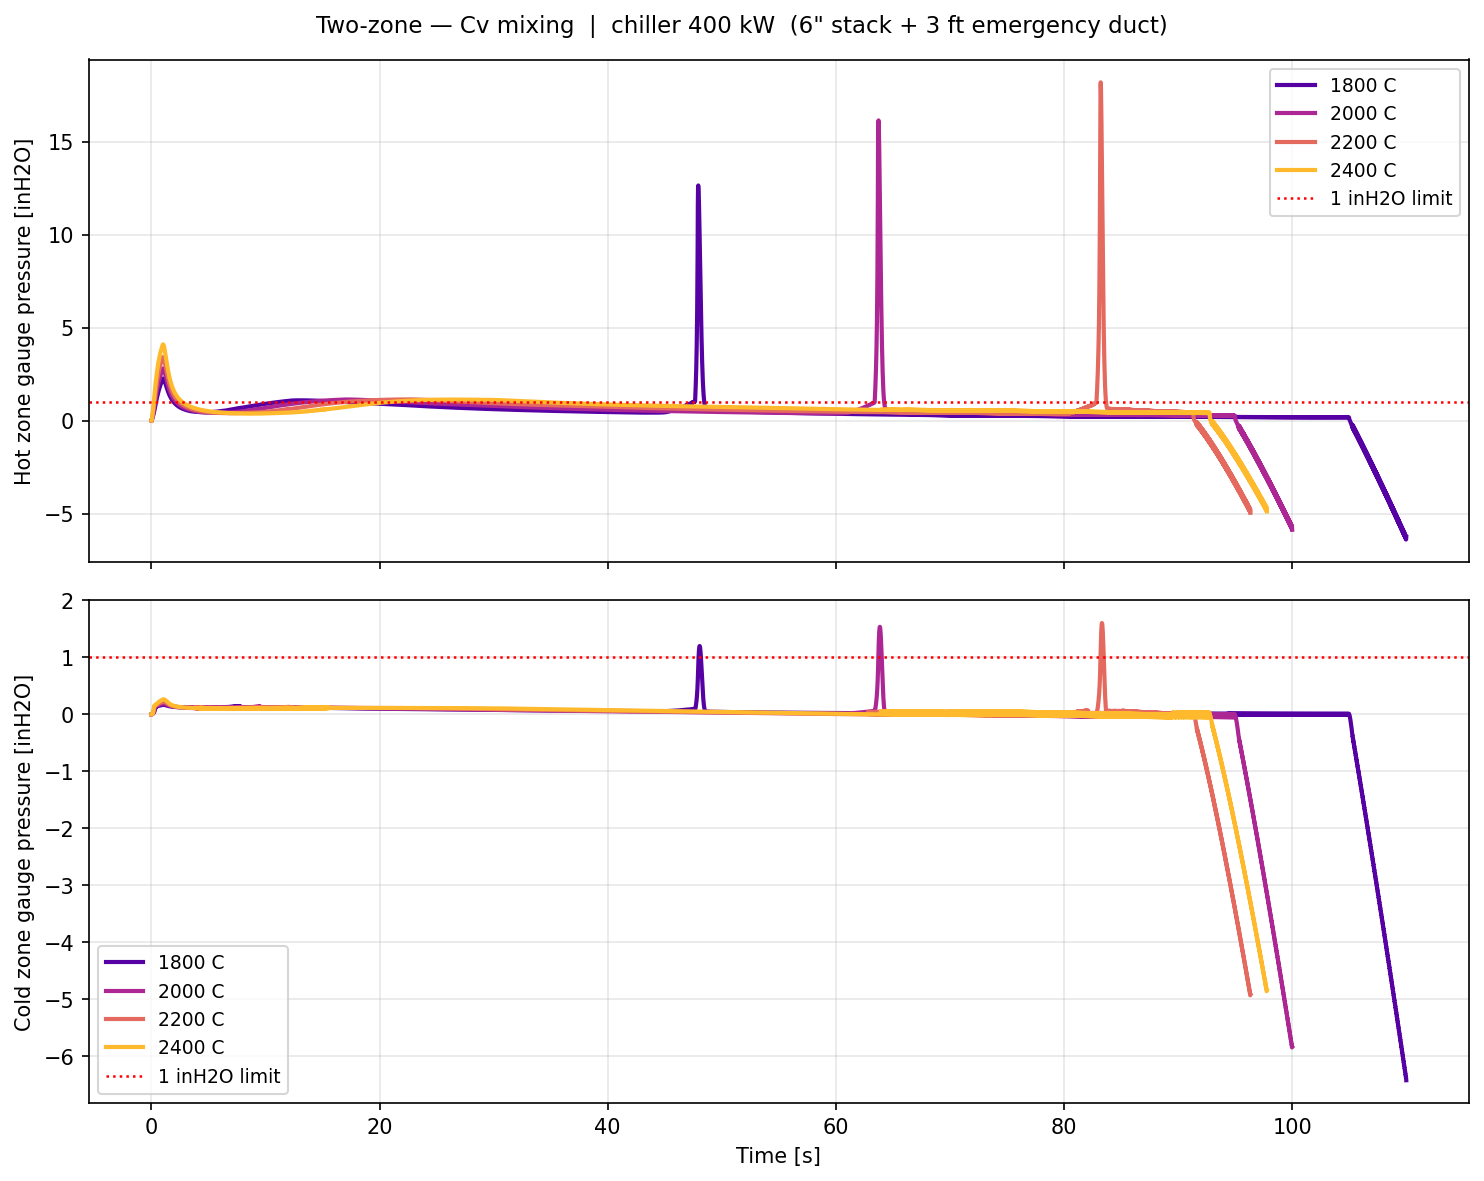 Two-zone — Cv mixing | chiller 400 kW (6" stack + 3 ft emergency duct)
Hot zone gauge pressure [inH2O]
15
10
5
0
−5
1800 C
2000 C
2200 C
2400 C
1 inH2O limit
Cold zone gauge pressure [inH2O]
2
1
0
−1
−2
−3
−4
−5
−6
1800 C
2000 C
2200 C
2400 C
1 inH2O limit
0 20 40 60 80 100
Time [s]